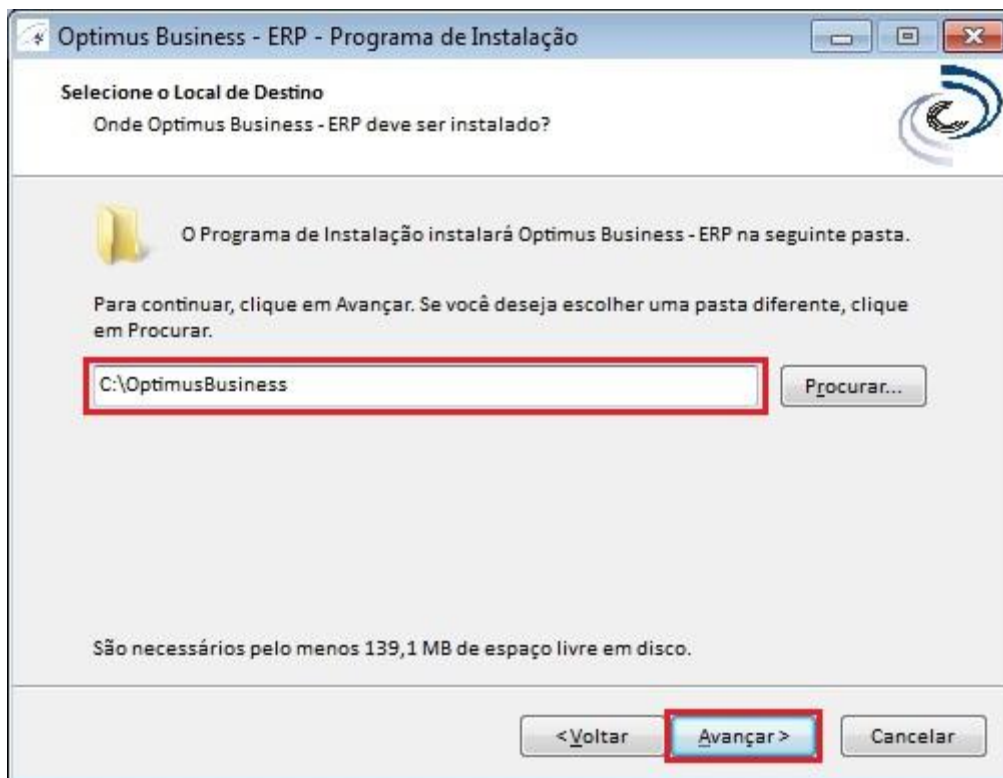 Optimus Business - ERP - Programa de Instalação
Selecione o Local de Destino
Onde Optimus Business - ERP deve ser instalado?
O Programa de Instalação instalará Optimus Business - ERP na seguinte pasta.
Para continuar, clique em Avançar. Se você deseja escolher uma pasta diferente, clique
em Procurar.
C:\OptimusBusiness
Procurar...
São necessários pelo menos 139,1 MB de espaço livre em disco.
< Voltar
Avançar >
Cancelar